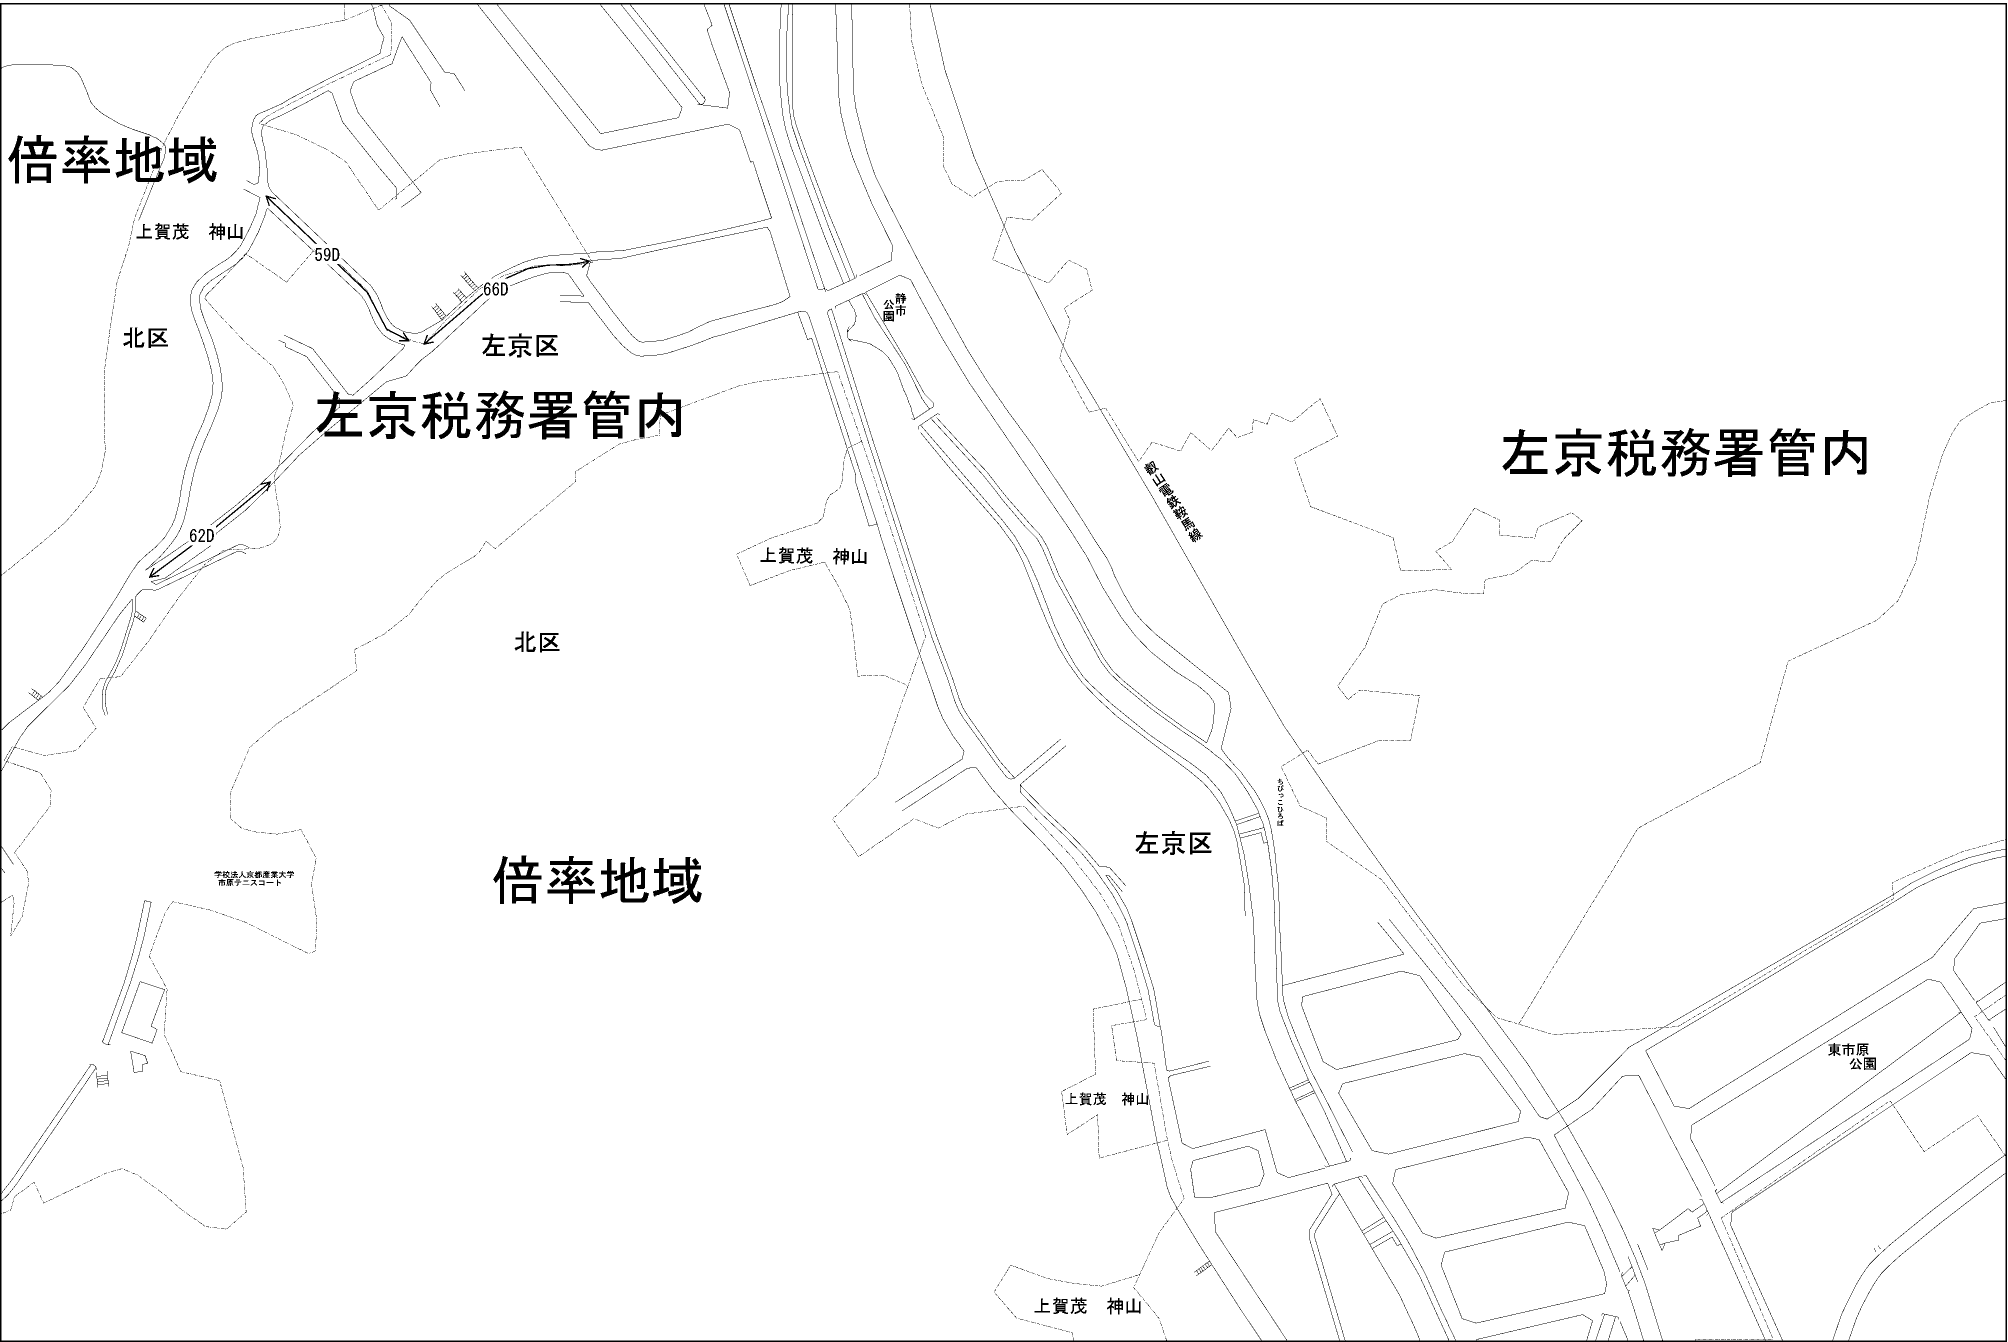 倍率地域
上賀茂　神山
59D
66D
静市
公園
北区
左京区
左京税務署管内
左京税務署管内
叡山電鉄鞍馬線
62D
上賀茂　神山
北区
ちびっこひろば
左京区
倍率地域
学校法人京都産業大学
市原テニスコート
東市原
公園
上賀茂　神山
上賀茂　神山